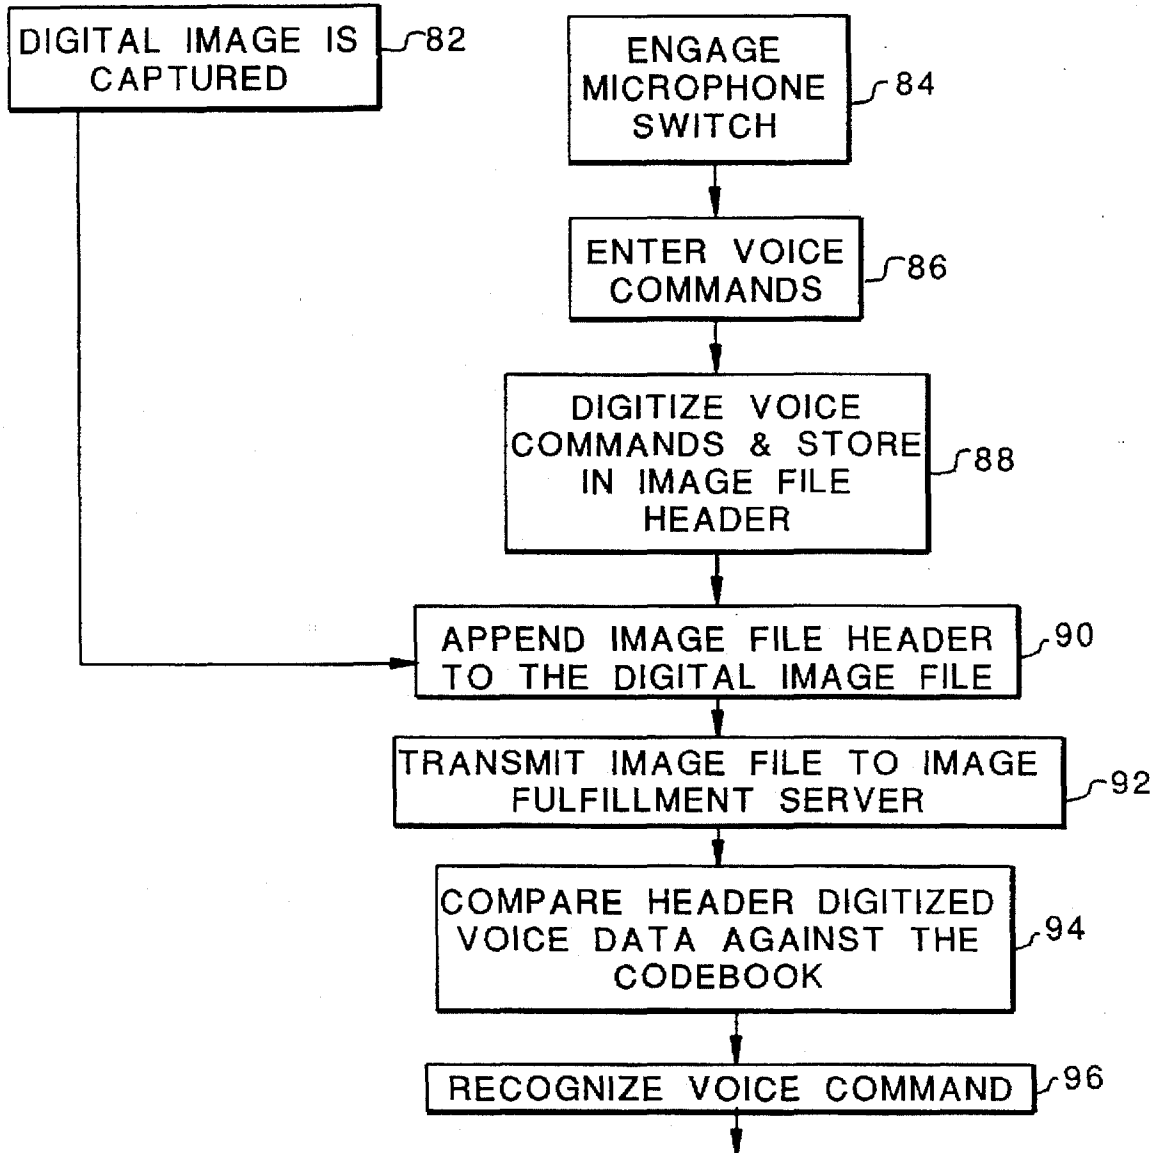 DIGITAL IMAGE IS
CAPTURED
82
ENGAGE
MICROPHONE
SWITCH
84
ENTER VOICE
COMMANDS
86
DIGITIZE VOICE
COMMANDS & STORE
IN IMAGE FILE
HEADER
88
APPEND IMAGE FILE HEADER
TO THE DIGITAL IMAGE FILE
90
TRANSMIT IMAGE FILE TO IMAGE
FULFILLMENT SERVER
92
COMPARE HEADER DIGITIZED
VOICE DATA AGAINST THE
CODEBOOK
94
RECOGNIZE VOICE COMMAND
96